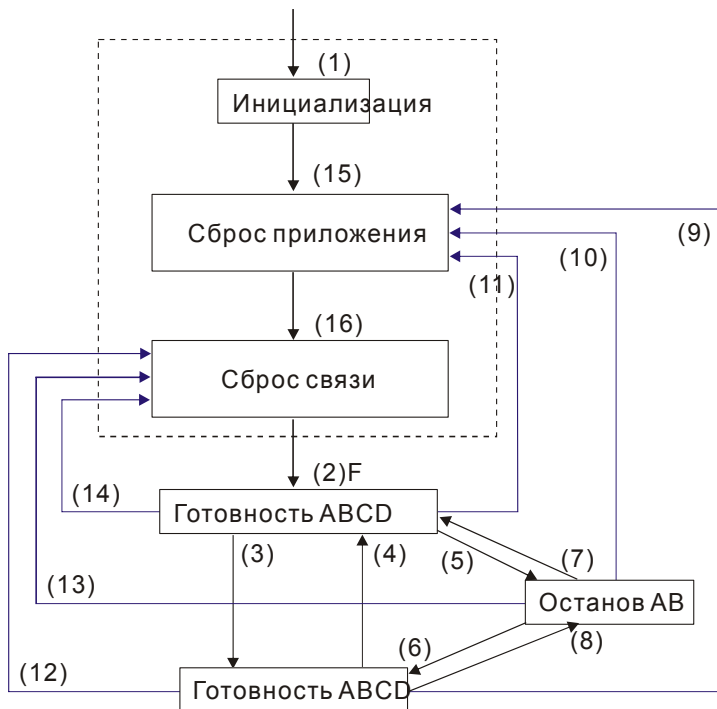 (1)
Инициализация
(15)
Сброс приложения
(9)
(10)
(11)
(16)
Сброс связи
(2)F
(14)
Готовность ABCD
(3)
(4)
(5)
(7)
(13)
Останов AB
(6)
(8)
(12)
Готовность ABCD